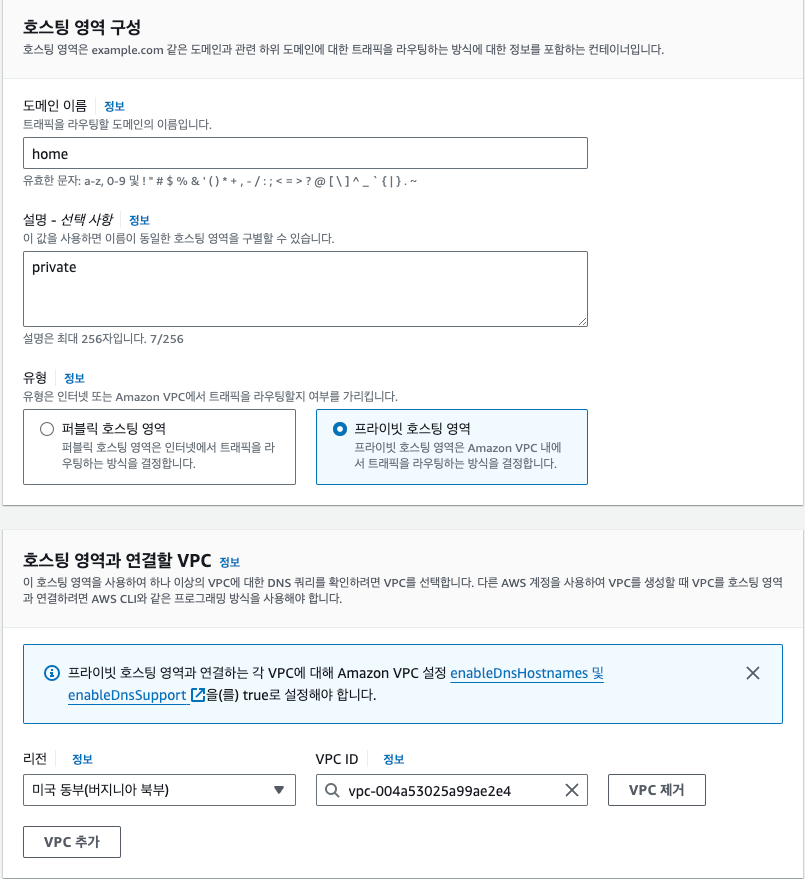 호스팅 영역 구성
호스팅 영역은 example.com 같은 도메인과 관련 하위 도메인에 대한 트래픽을 라우팅하는 방식에 대한 정보를 포함하는 컨테이너입니다.
도메인 이름 정보
트래픽을 라우팅할 도메인의 이름입니다.
home
유효한 문자: a-z, 0-9 및 ! " # $ % & ' ( ) * + , - / : ; < = > ? @ [ \ ] ^ _ ` { | } . ~
설명 - 선택 사항 정보
이 값을 사용하면 이름이 동일한 호스팅 영역을 구별할 수 있습니다.
private
설명은 최대 256자입니다. 7/256
유형 정보
유형은 인터넷 또는 Amazon VPC에서 트래픽을 라우팅할지 여부를 가리킵니다.
퍼블릭 호스팅 영역
퍼블릭 호스팅 영역은 인터넷에서 트래픽을 라
우팅하는 방식을 결정합니다.
프라이빗 호스팅 영역
프라이빗 호스팅 영역은 Amazon VPC 내에
서 트래픽을 라우팅하는 방식을 결정합니다.
호스팅 영역과 연결할 VPC 정보
이 호스팅 영역을 사용하여 하나 이상의 VPC에 대한 DNS 쿼리를 확인하려면 VPC를 선택합니다. 다른 AWS 계정을 사용하여 VPC를 생성할 때 VPC를 호스팅 영역
과 연결하려면 AWS CLI와 같은 프로그래밍 방식을 사용해야 합니다.
프라이빗 호스팅 영역과 연결하는 각 VPC에 대해 Amazon VPC 설정 enableDnsHostnames 및
enableDnsSupport 을(를) true로 설정해야 합니다.
리전 정보
VPC ID 정보
미국 동부(버지니아 북부)
vpc-004a53025a99ae2e4
VPC 제거
VPC 추가